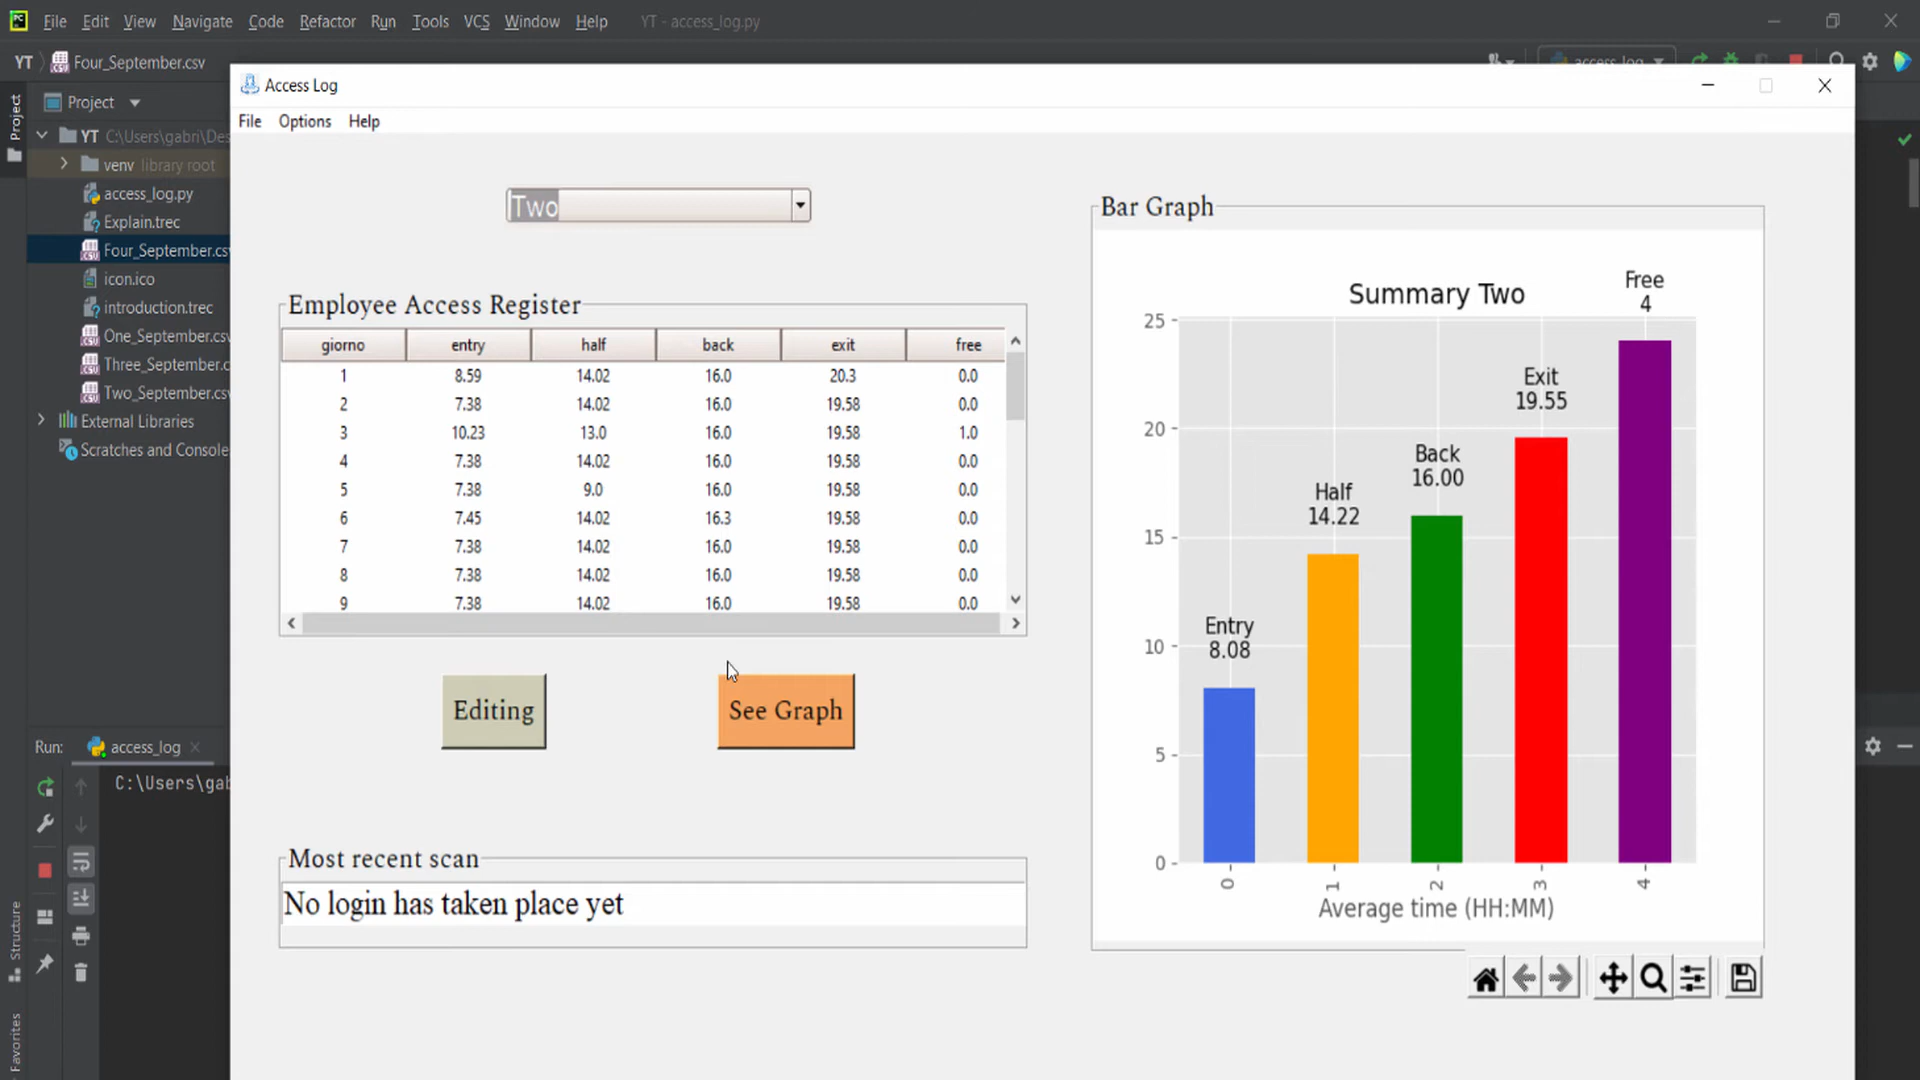 File Edit View Navigate Code Refactor Run Tools VCS Window Help YT - access_log.py
YT Four_September.csv
access_log
Project
Project
YT C:\Users\gabri\Des
venv library root
access_log.py
Explain.trec
Four_September.csv
icon.ico
introduction.trec
One_September.csv
Three_September.c
Two_September.csv
External Libraries
Scratches and Console
Access Log
File Options Help
Two
Employee Access Register
giorno entry half back exit free
1 8.59 14.02 16.0 20.3 0.0
2 7.38 14.02 16.0 19.58 0.0
3 10.23 13.0 16.0 19.58 1.0
4 7.38 14.02 16.0 19.58 0.0
5 7.38 9.0 16.0 19.58 0.0
6 7.45 14.02 16.3 19.58 0.0
7 7.38 14.02 16.0 19.58 0.0
8 7.38 14.02 16.0 19.58 0.0
9 7.38 14.02 16.0 19.58 0.0
Editing
See Graph
Most recent scan
No login has taken place yet
Bar Graph
Summary Two
Free
4
Exit
19.55
Back
16.00
Half
14.22
Entry
8.08
25
20
15
10
5
0
0 1 2 3 4
Average time (HH:MM)
Run: access_log
C:\Users\gab
Structure
Favorites